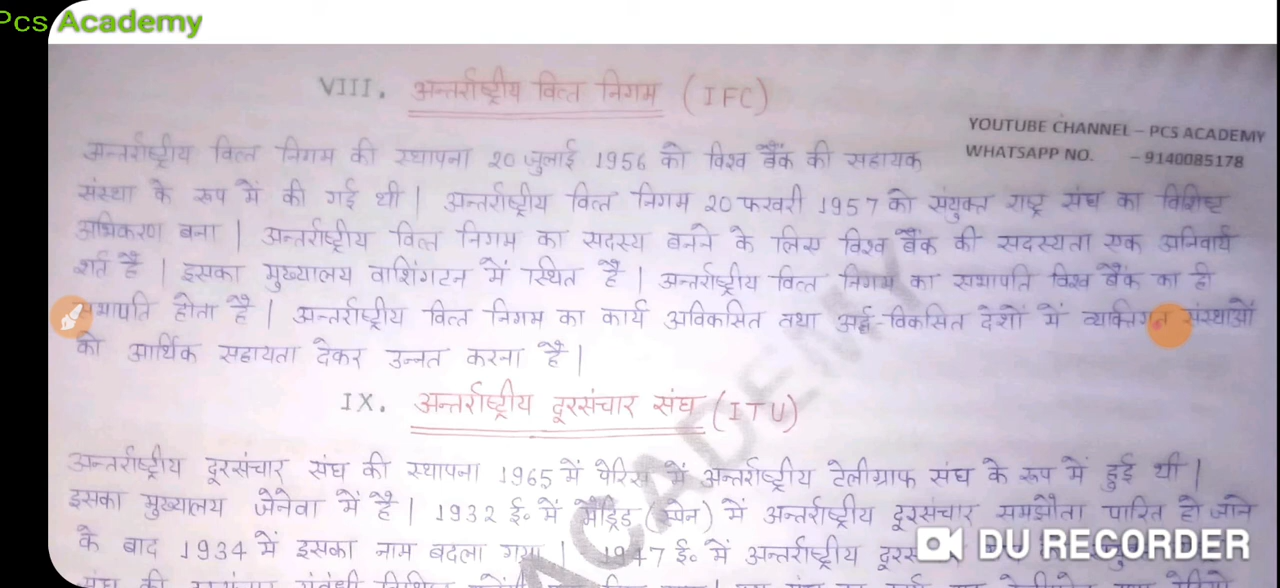 Pcs Academy
VIII. अन्तर्राष्ट्रीय वित्त निगम (IFC)
YOUTUBE CHANNEL – PCS ACADEMY
WHATSAPP NO. – 9140085178
अन्तर्राष्ट्रीय वित्त निगम की स्थापना 20 जुलाई 1956 को विश्व बैंक की सहायक
संस्था के रूप में की गई थी | अन्तर्राष्ट्रीय वित्त निगम 20 फरवरी 1957 को संयुक्त राष्ट्र संघ का विशिष्ट
अभिकरण बना | अन्तर्राष्ट्रीय वित्त निगम का सदस्य बनने के लिए विश्व बैंक की सदस्यता एक अनिवार्य
शर्त है | इसका मुख्यालय वाशिंगटन में स्थित है | अन्तर्राष्ट्रीय वित्त निगम का सभापति विश्व बैंक का ही
सभापति होता है | अन्तर्राष्ट्रीय वित्त निगम का कार्य अविकसित तथा अर्द्ध-विकसित देशों में व्यक्तिगत संस्थाओं
को आर्थिक सहायता देकर उन्नत करना है |
IX. अन्तर्राष्ट्रीय दूरसंचार संघ (ITU)
अन्तर्राष्ट्रीय दूरसंचार संघ की स्थापना 1965 में पेरिस में अन्तर्राष्ट्रीय टेलीग्राफ संघ के रूप में हुई थी |
इसका मुख्यालय जेनेवा में है | 1932 ई० में मैड्रिड (स्पेन) में अन्तर्राष्ट्रीय दूरसंचार समझौता पारित हो जाने
के बाद 1934 में इसका नाम बदला गया | 1947 ई० में अन्तर्राष्ट्रीय
ACADEMY
DU RECORDER